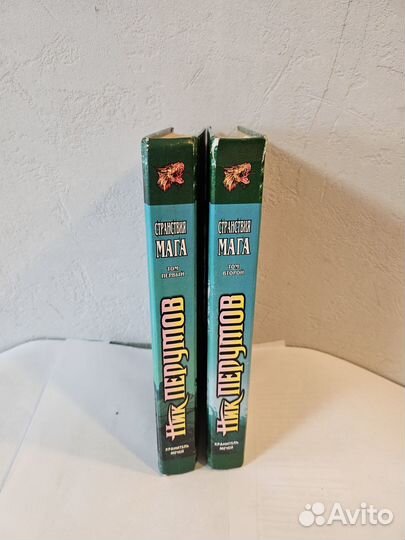 СТРАНСТВИЯ
МАГА
ТОМ
ПЕРВЫЙ
Ник ПЕРУМОВ
ХРАНИТЕЛЬ
МЕЧЕЙ
СТРАНСТВИЯ
МАГА
ТОМ
ВТОРОЙ
Ник ПЕРУМОВ
ХРАНИТЕЛЬ
МЕЧЕЙ
Avito